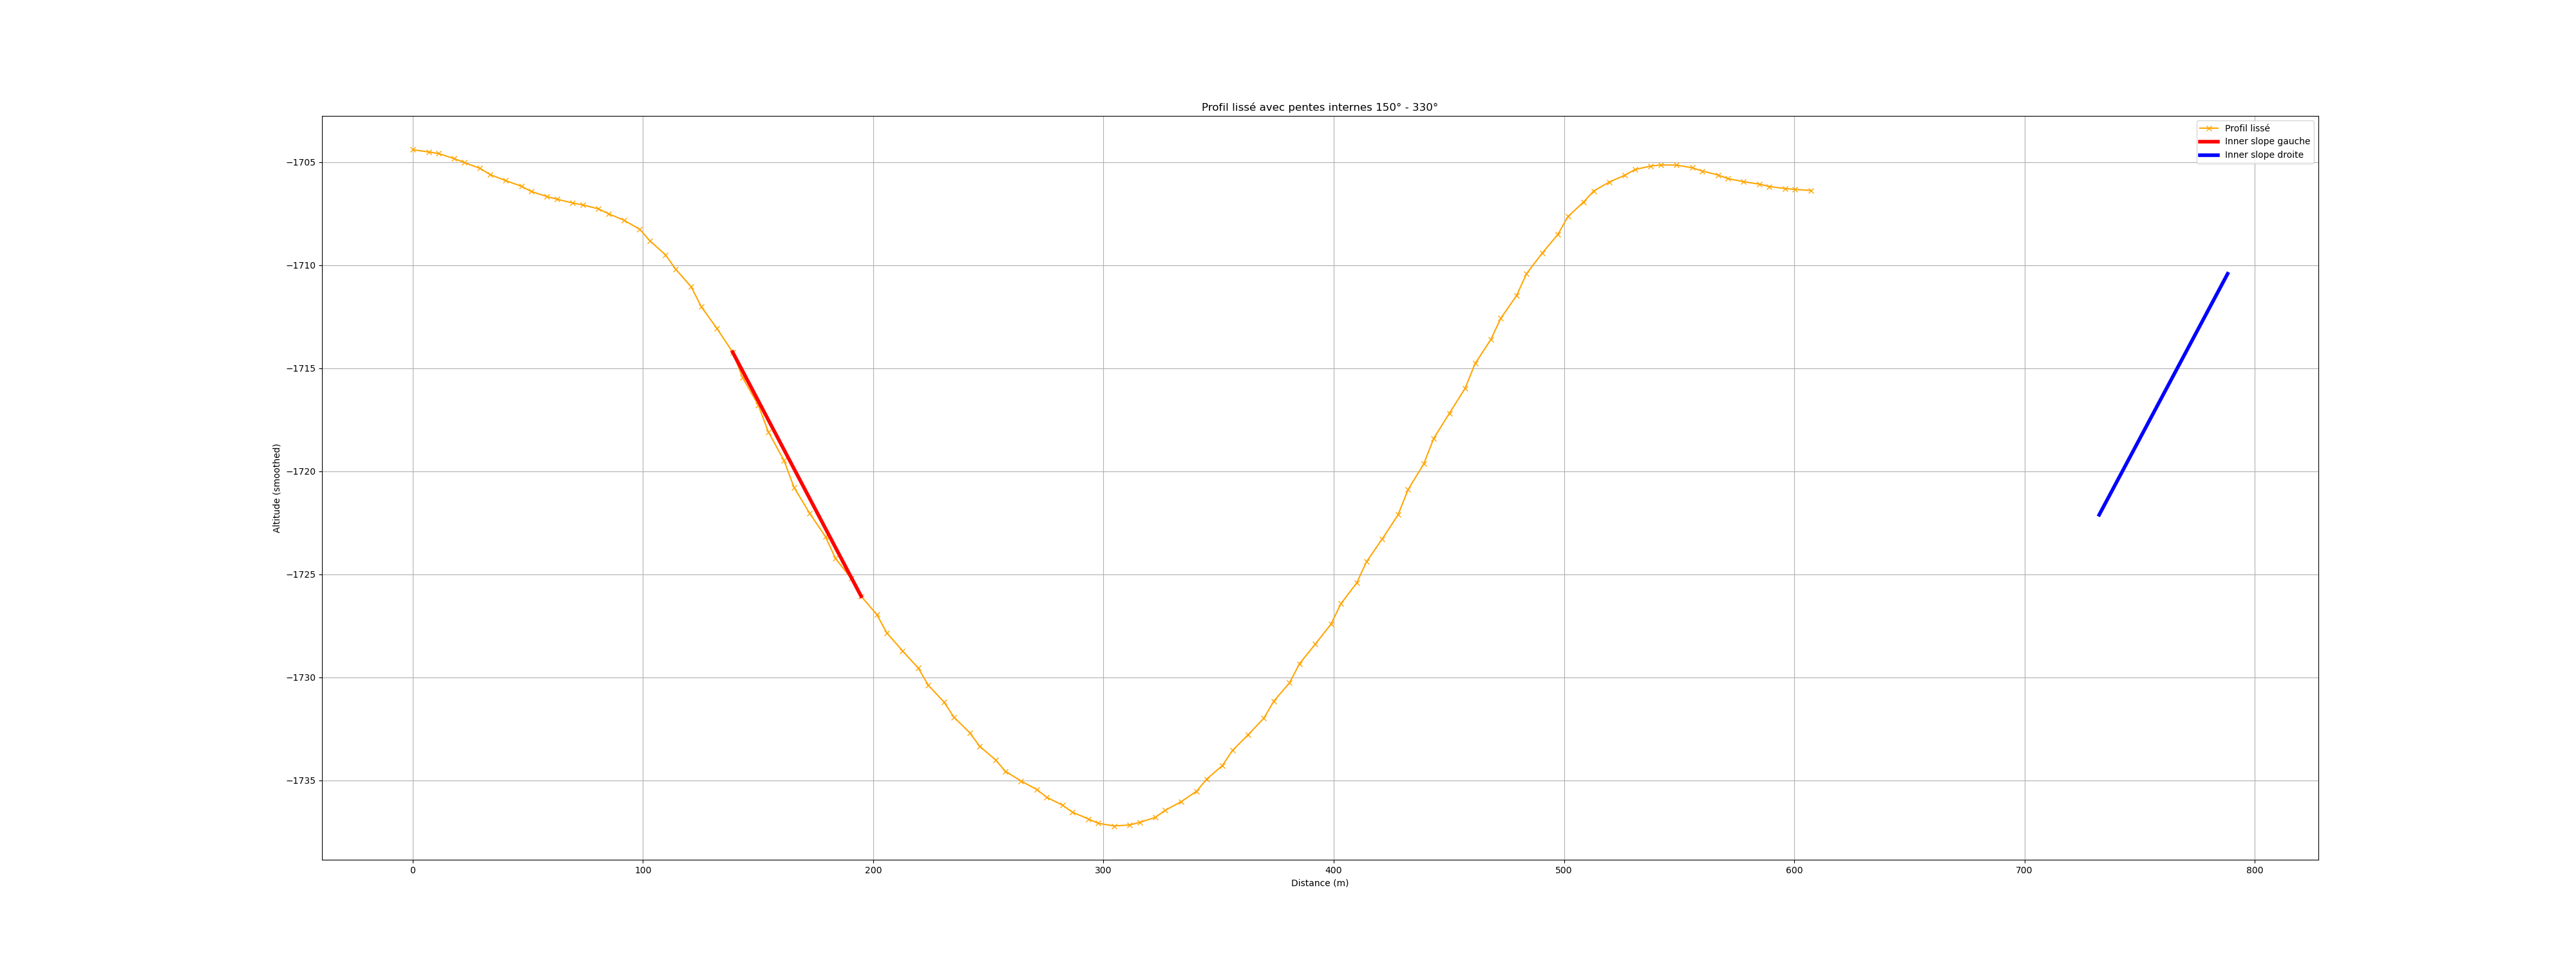 Profil lissé avec pentes internes 150° - 330°
Profil lissé
Inner slope gauche
Inner slope droite
Altitude (smoothed)
−1705
−1710
−1715
−1720
−1725
−1730
−1735
0 100 200 300 400 500 600 700 800
Distance (m)